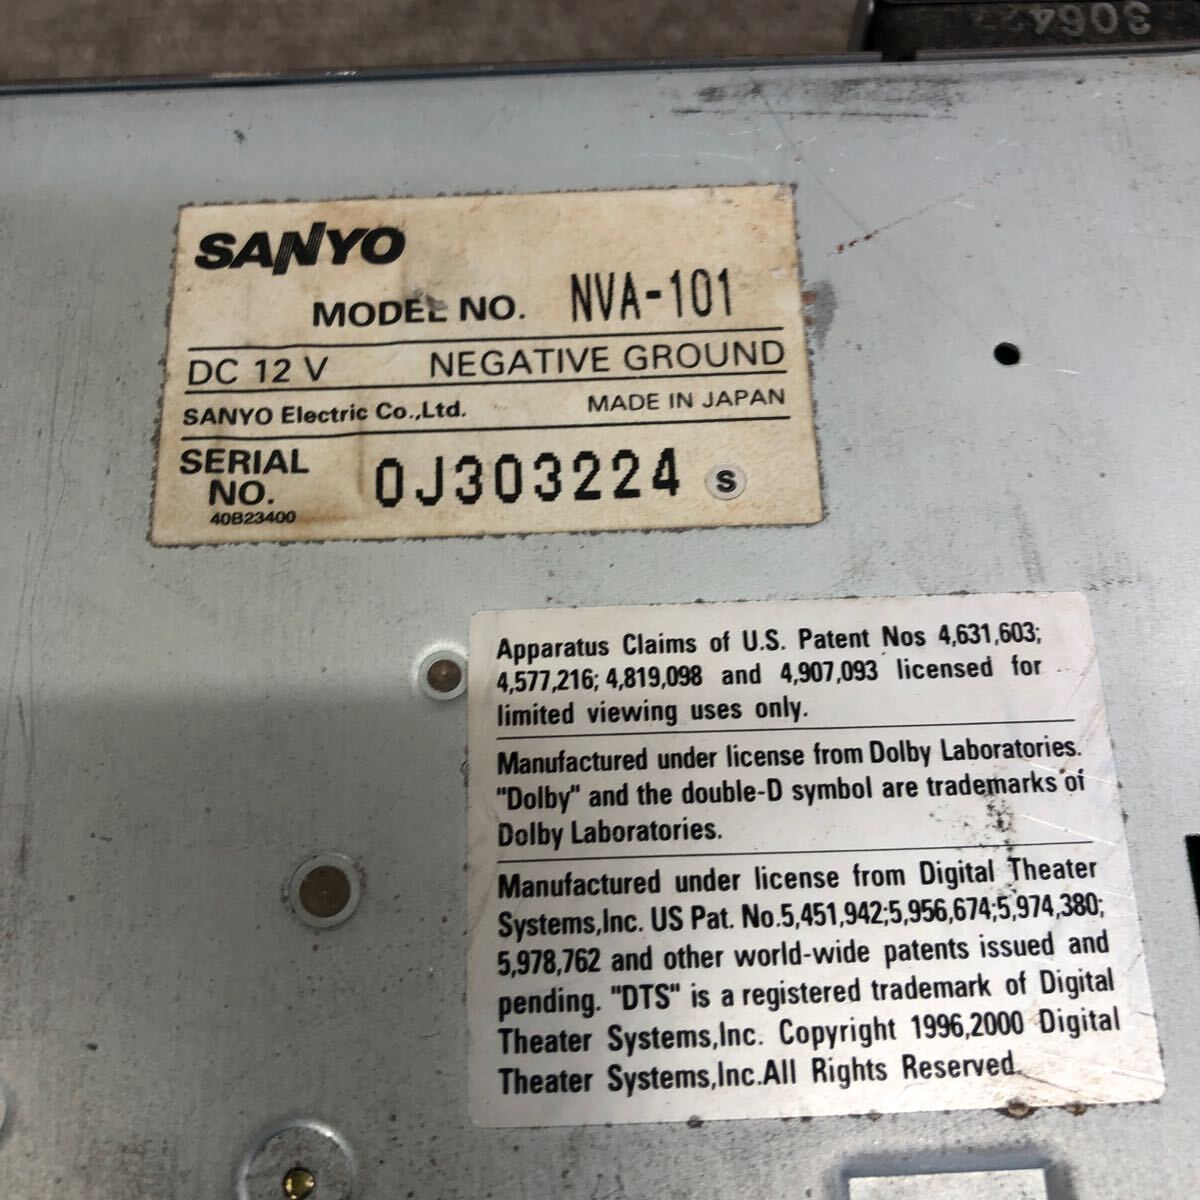 306427
SANYO
MODEL NO. NVA-101
DC 12 V NEGATIVE GROUND
SANYO Electric Co.,Ltd. MADE IN JAPAN
SERIAL NO. 0J303224 S
40B23400
Apparatus Claims of U.S. Patent Nos 4,631,603;
4,577,216; 4,819,098 and 4,907,093 licensed for
limited viewing uses only.
Manufactured under license from Dolby Laboratories.
"Dolby" and the double-D symbol are trademarks of
Dolby Laboratories.
Manufactured under license from Digital Theater
Systems,Inc. US Pat. No.5,451,942;5,956,674;5,974,380;
5,978,762 and other world-wide patents issued and
pending. "DTS" is a registered trademark of Digital
Theater Systems,Inc. Copyright 1996,2000 Digital
Theater Systems,Inc.All Rights Reserved.